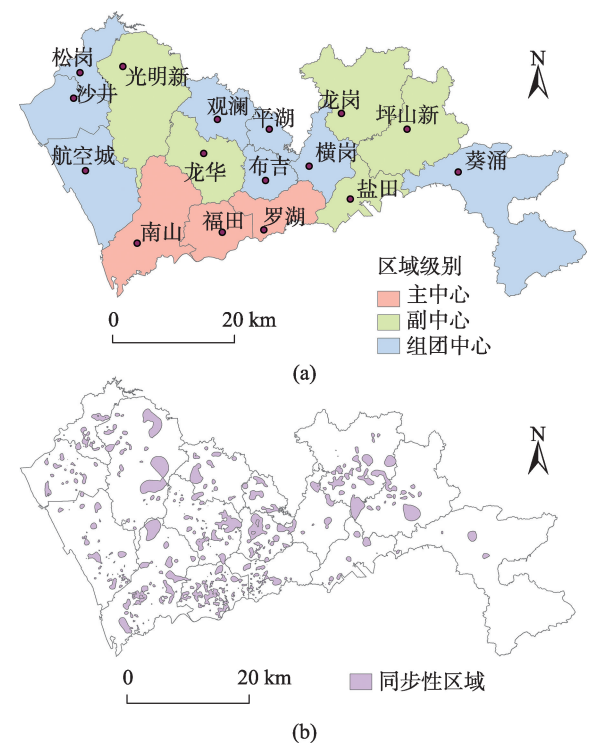 N
松岗
光明新
沙井
观澜
平湖
龙岗
坪山新
航空城
龙华
布吉
横岗
盐田
葵涌
南山
福田
罗湖
区域级别
主中心
副中心
组团中心
0 20 km
(a)
N
0 20 km
同步性区域
(b)